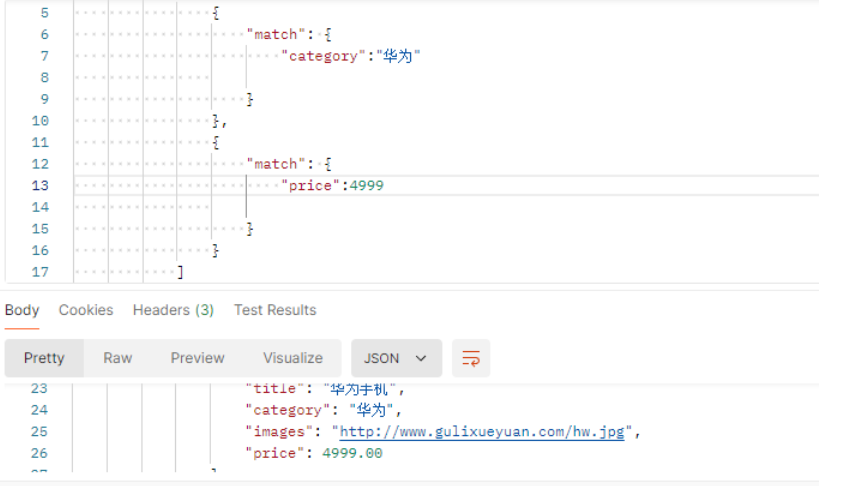 5 {
6 "match": {
7 "category":"华为"
8
9 }
10 },
11 {
12 "match": {
13 "price":4999
14
15 }
16 }
17 ]
Body Cookies Headers (3) Test Results
Pretty Raw Preview Visualize JSON
23 "title": "华为手机",
24 "category": "华为",
25 "images": "http://www.gulixueyuan.com/hw.jpg",
26 "price": 4999.00